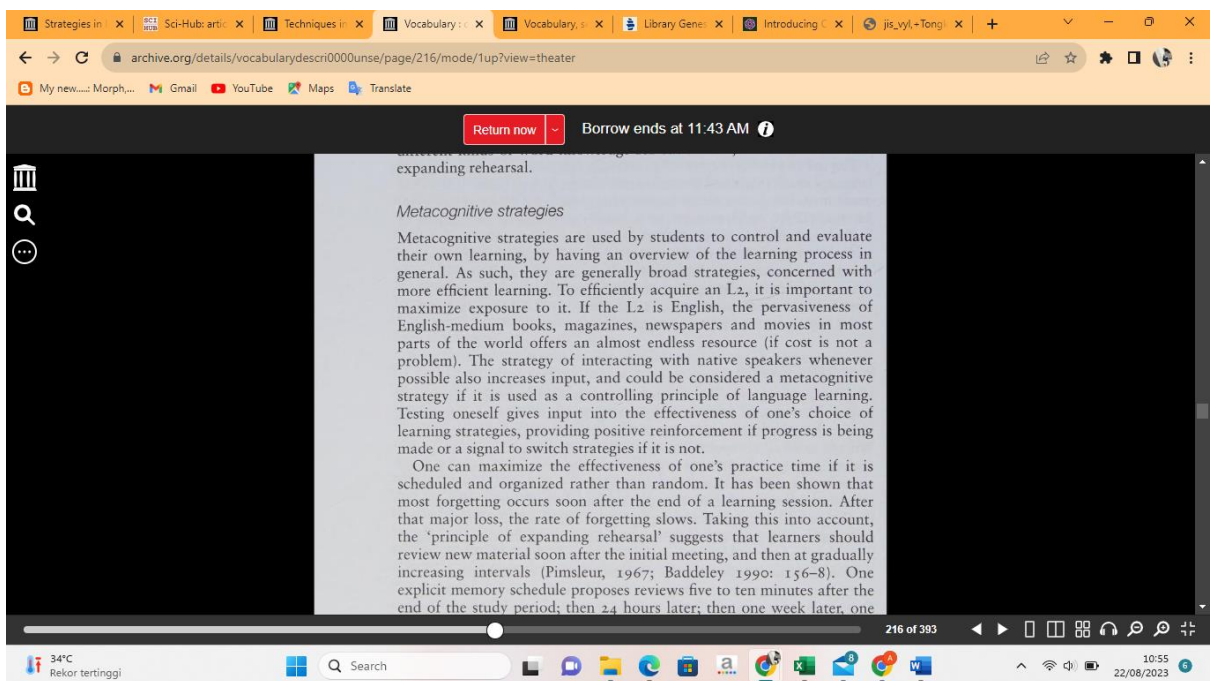 Strategies in
Sci-Hub: artic
Techniques in
Vocabulary : 
Vocabulary, s
Library Genes
Introducing
jis_vyl,+Tong
archive.org/details/vocabularydescri0000unse/page/216/mode/1up?view=theater
My new.....: Morph,...
Gmail
YouTube
Maps
Translate
Return now
Borrow ends at 11:43 AM
expanding rehearsal.
Metacognitive strategies
Metacognitive strategies are used by students to control and evaluate
their own learning, by having an overview of the learning process in
general. As such, they are generally broad strategies, concerned with
more efficient learning. To efficiently acquire an L2, it is important to
maximize exposure to it. If the L2 is English, the pervasiveness of
English-medium books, magazines, newspapers and movies in most
parts of the world offers an almost endless resource (if cost is not a
problem). The strategy of interacting with native speakers whenever
possible also increases input, and could be considered a metacognitive
strategy if it is used as a controlling principle of language learning.
Testing oneself gives input into the effectiveness of one's choice of
learning strategies, providing positive reinforcement if progress is being
made or a signal to switch strategies if it is not.
One can maximize the effectiveness of one's practice time if it is
scheduled and organized rather than random. It has been shown that
most forgetting occurs soon after the end of a learning session. After
that major loss, the rate of forgetting slows. Taking this into account,
the 'principle of expanding rehearsal' suggests that learners should
review new material soon after the initial meeting, and then at gradually
increasing intervals (Pimsleur, 1967; Baddeley 1990: 156–8). One
explicit memory schedule proposes reviews five to ten minutes after the
end of the study period; then 24 hours later; then one week later, one
216 of 393
34°C
Rekor tertinggi
Search
10:55
22/08/2023
6